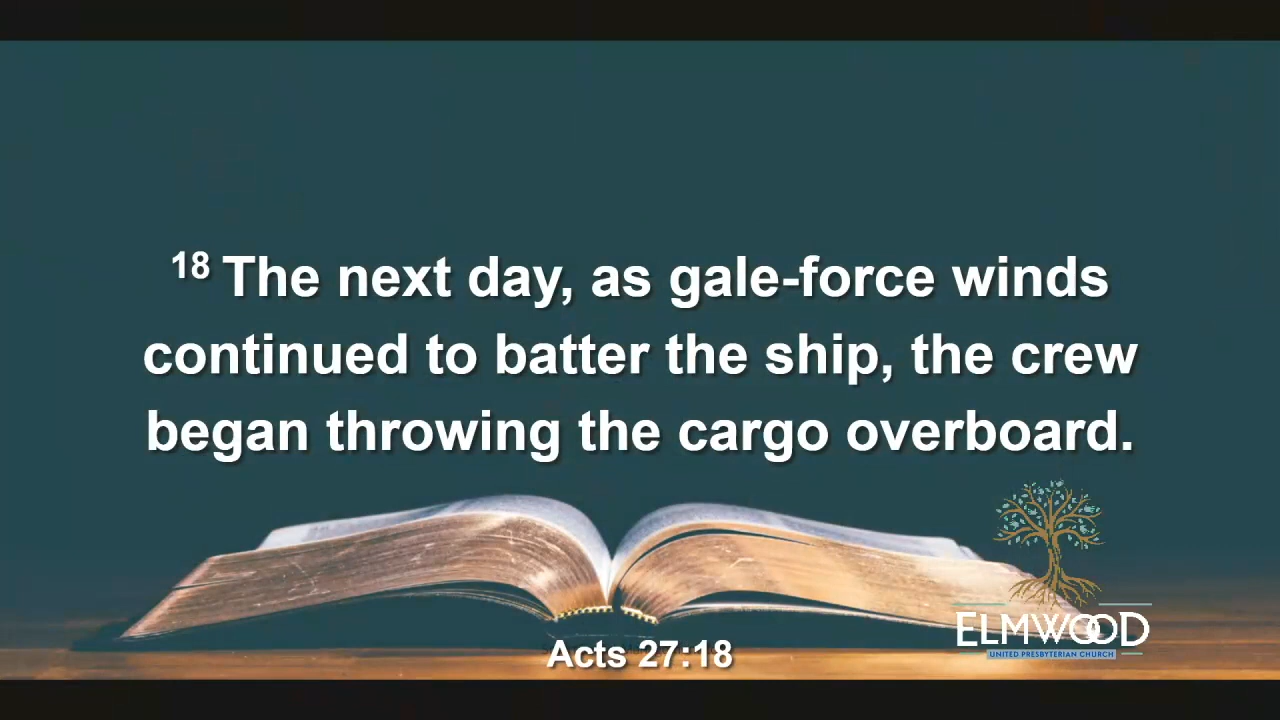 18 The next day, as gale-force winds
continued to batter the ship, the crew
began throwing the cargo overboard.
Acts 27:18
ELMWOOD
UNITED PRESBYTERIAN CHURCH